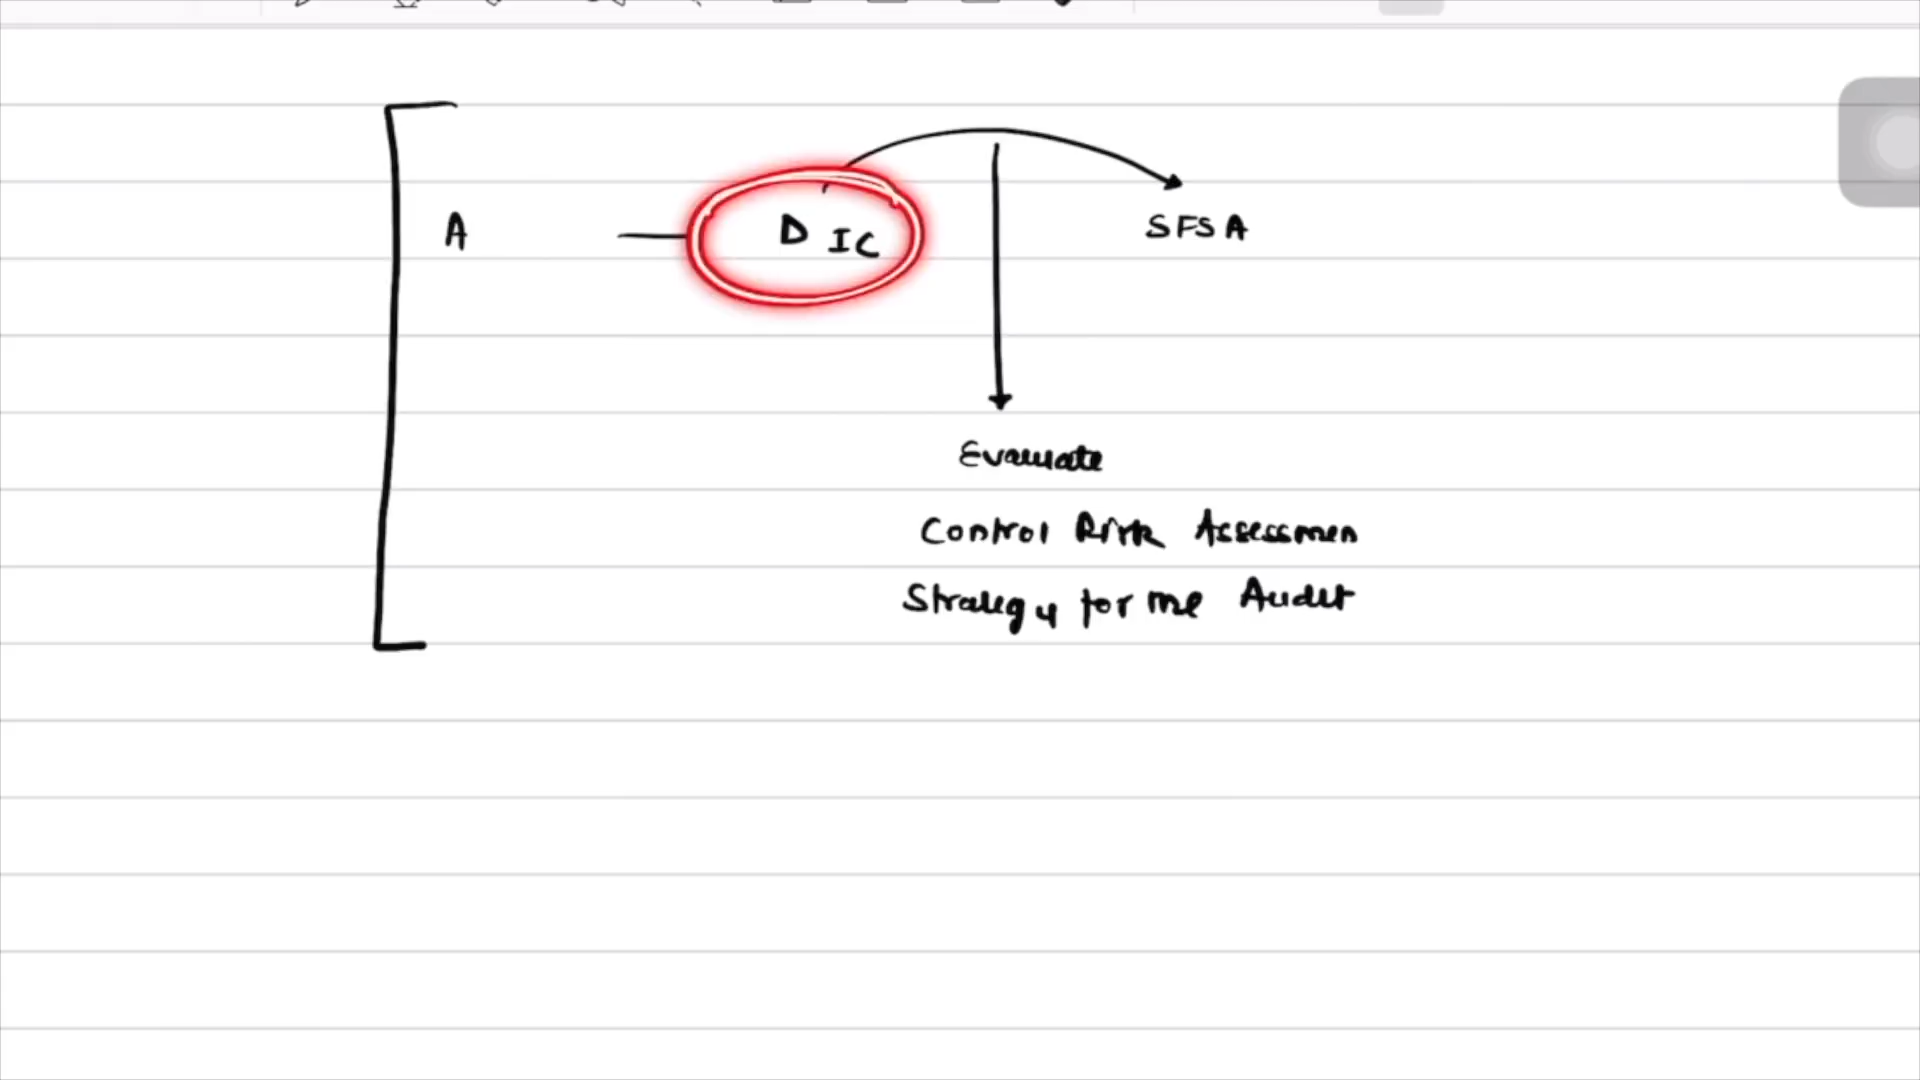 A D IC SFSA
Evaluate
Control Risk Assessmen
Strategy for the Audit